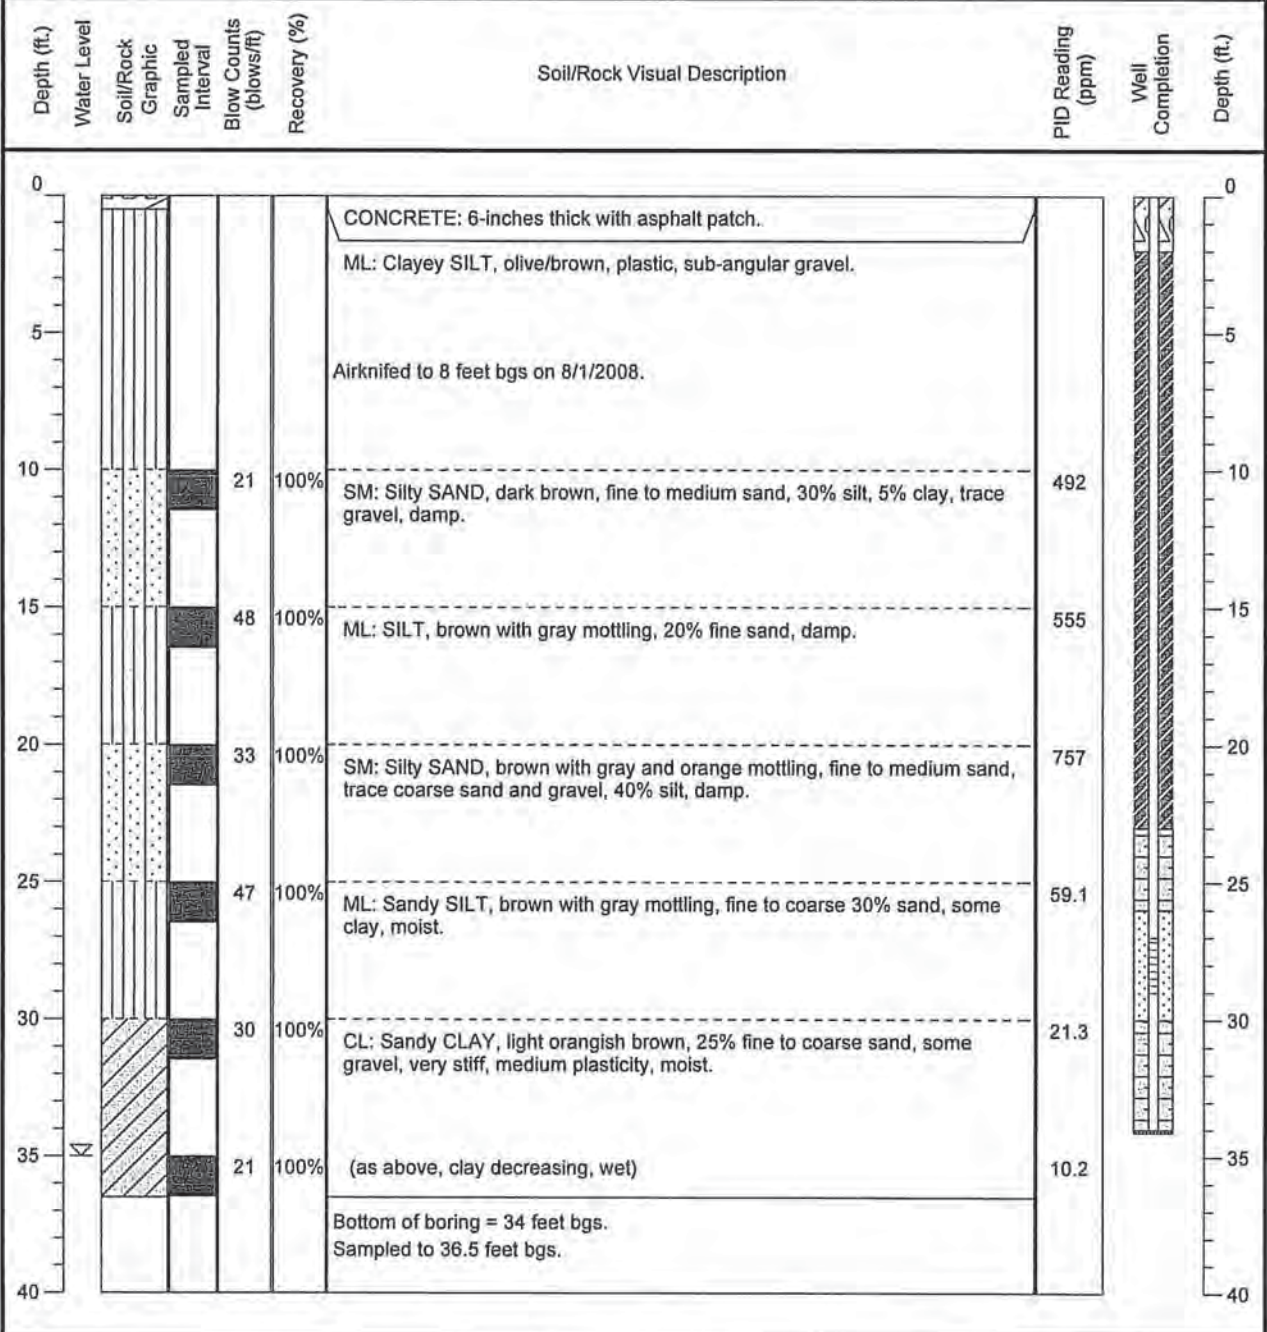 Depth (ft.)
Water Level
Soil/Rock
Graphic
Sampled
Interval
Blow Counts
(blows/ft)
Recovery (%)
Soil/Rock Visual Description
PID Reading
(ppm)
Well
Completion
Depth (ft.)
0 0
CONCRETE: 6-inches thick with asphalt patch.
ML: Clayey SILT, olive/brown, plastic, sub-angular gravel.
5 5
Airknifed to 8 feet bgs on 8/1/2008.
10 21 100% 492 10
SM: Silty SAND, dark brown, fine to medium sand, 30% silt, 5% clay, trace
gravel, damp.
15 48 100% 555 15
ML: SILT, brown with gray mottling, 20% fine sand, damp.
20 33 100% 757 20
SM: Silty SAND, brown with gray and orange mottling, fine to medium sand,
trace coarse sand and gravel, 40% silt, damp.
25 47 100% 59.1 25
ML: Sandy SILT, brown with gray mottling, fine to coarse 30% sand, some
clay, moist.
30 30 100% 21.3 30
CL: Sandy CLAY, light orangish brown, 25% fine to coarse sand, some
gravel, very stiff, medium plasticity, moist.
35 21 100% (as above, clay decreasing, wet) 10.2 35
Bottom of boring = 34 feet bgs.
Sampled to 36.5 feet bgs.
40 40